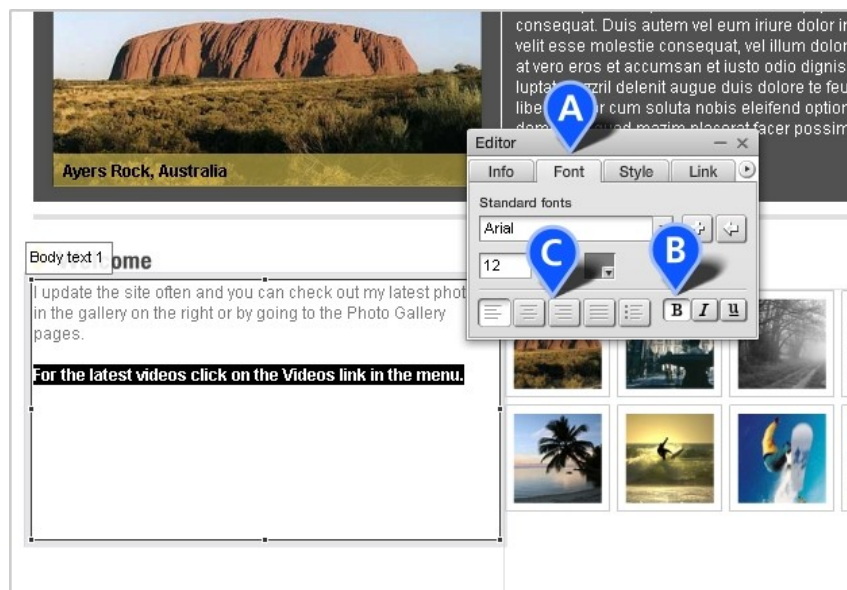 consequat. Duis autem vel eum iriure dolor in
velit esse molestie consequat, vel illum dolor
at vero eros et accumsan et iusto odio dignis
zzril delenit augue duis dolore te feu
cum soluta nobis eleifend option
mazim placerat facer possim
A
Ayers Rock, Australia
Editor
Info Font Style Link
Standard fonts
Arial
12
C
B
B I u
Body text 1
I update the site often and you can check out my latest phot
in the gallery on the right or by going to the Photo Gallery
pages.
For the latest videos click on the Videos link in the menu.